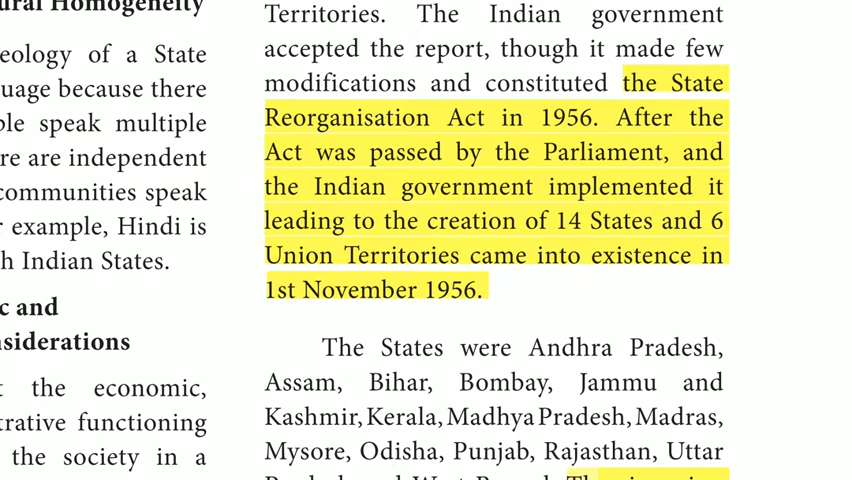 ural Homogeneity
eology of a State
uage because there
ple speak multiple
re are independent
communities speak
r example, Hindi is
h Indian States.
c and
nsiderations
t the economic,
trative functioning
the society in a
Territories. The Indian government
accepted the report, though it made few
modifications and constituted the State
Reorganisation Act in 1956. After the
Act was passed by the Parliament, and
the Indian government implemented it
leading to the creation of 14 States and 6
Union Territories came into existence in
1st November 1956.
The States were Andhra Pradesh,
Assam, Bihar, Bombay, Jammu and
Kashmir, Kerala, Madhya Pradesh, Madras,
Mysore, Odisha, Punjab, Rajasthan, Uttar